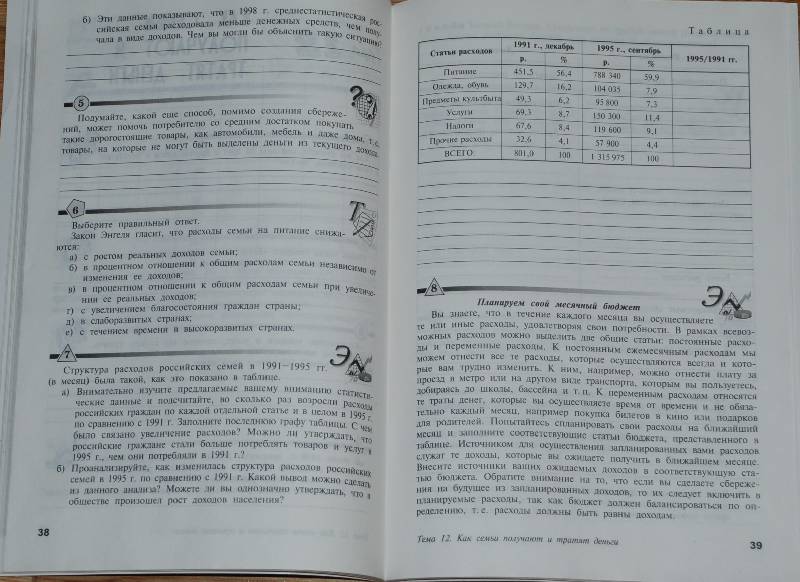 б) Эти данные показывают, что в 1998 г. среднестатистическая рос-
сийская семья расходовала меньше денежных средств, чем полу-
чала в виде доходов. Чем вы могли бы объяснить такую ситуацию?
5
Подумайте, какой еще способ, помимо создания сбереже-
ний, может помочь потребителю со средним достатком покупать
такие дорогостоящие товары, как автомобили, мебель и даже дома, т. е.
товары, на которые не могут быть выделены деньги из текущего дохода.
6
Выберите правильный ответ.
Закон Энгеля гласит, что расходы семьи на питание снижа-
ются:
а) с ростом реальных доходов семьи;
б) в процентном отношении к общим расходам семьи независимо от
изменения ее доходов;
в) в процентном отношении к общим расходам семьи при увеличе-
нии ее реальных доходов;
г) с увеличением благосостояния граждан страны;
д) в слаборазвитых странах;
е) с течением времени в высокоразвитых странах.
7
Структура расходов российских семей в 1991—1995 гг.
(в месяц) была такой, как это показано в таблице.
а) Внимательно изучите предлагаемые вашему вниманию статисти-
ческие данные и подсчитайте, во сколько раз возросли расходы
российских граждан по каждой отдельной статье и в целом в 1995 г.
по сравнению с 1991 г. Заполните последнюю графу таблицы. С чем
было связано увеличение расходов? Можно ли утверждать, что
российские граждане стали больше потреблять товаров и услуг в
1995 г., чем они потребляли в 1991 г.?
б) Проанализируйте, как изменилась структура расходов российских
семей в 1995 г. по сравнению с 1991 г. Какой вывод можно сделать
из данного анализа? Можете ли вы однозначно утверждать, что в
обществе произошел рост доходов населения?
38
Таблица
Статьи расходов 1991 г., декабрь 1995 г., сентябрь 1995/1991 гг.
р. % р. %
Питание 451,5 56,4 788 340 59,9
Одежда, обувь 129,7 16,2 104 035 7,9
Предметы культбыта 49,3 6,2 95 800 7,3
Услуги 69,3 8,7 150 300 11,4
Налоги 67,6 8,4 119 600 9,1
Прочие расходы 32,6 4,1 57 900 4,4
ВСЕГО: 801,0 100 1 315 975 100
8
Планируем свой месячный бюджет
Вы знаете, что в течение каждого месяца вы осуществляете
те или иные расходы, удовлетворяя свои потребности. В рамках всевоз-
можных расходов можно выделить две общие статьи: постоянные расхо-
ды и переменные расходы. К постоянным ежемесячным расходам мы
можем отнести все те расходы, которые осуществляются всегда и кото-
рые вам трудно изменить. К ним, например, можно отнести плату за
проезд в метро или на другом виде транспорта, которым вы пользуетесь,
добираясь до школы, бассейна и т. п. К переменным расходам относятся
те траты денег, которые вы осуществляете время от времени и не обяза-
тельно каждый месяц, например покупка билетов в кино или подарков
для родителей. Попытайтесь спланировать свои расходы на ближайший
месяц и заполните соответствующие статьи бюджета, представленного в
таблице. Источником для осуществления запланированных вами расходов
служат те доходы, которые вы ожидаете получить в ближайшем месяце.
Внесите источники ваших ожидаемых доходов в соответствующую ста-
тью бюджета. Обратите внимание на то, что если вы сделаете сбереже-
ния на будущее из запланированных доходов, то их следует включить в
планируемые расходы, так как бюджет должен балансироваться по оп-
ределению, т. е. расходы должны быть равны доходам.
Тема 12. Как семьи получают и тратят деньги
39